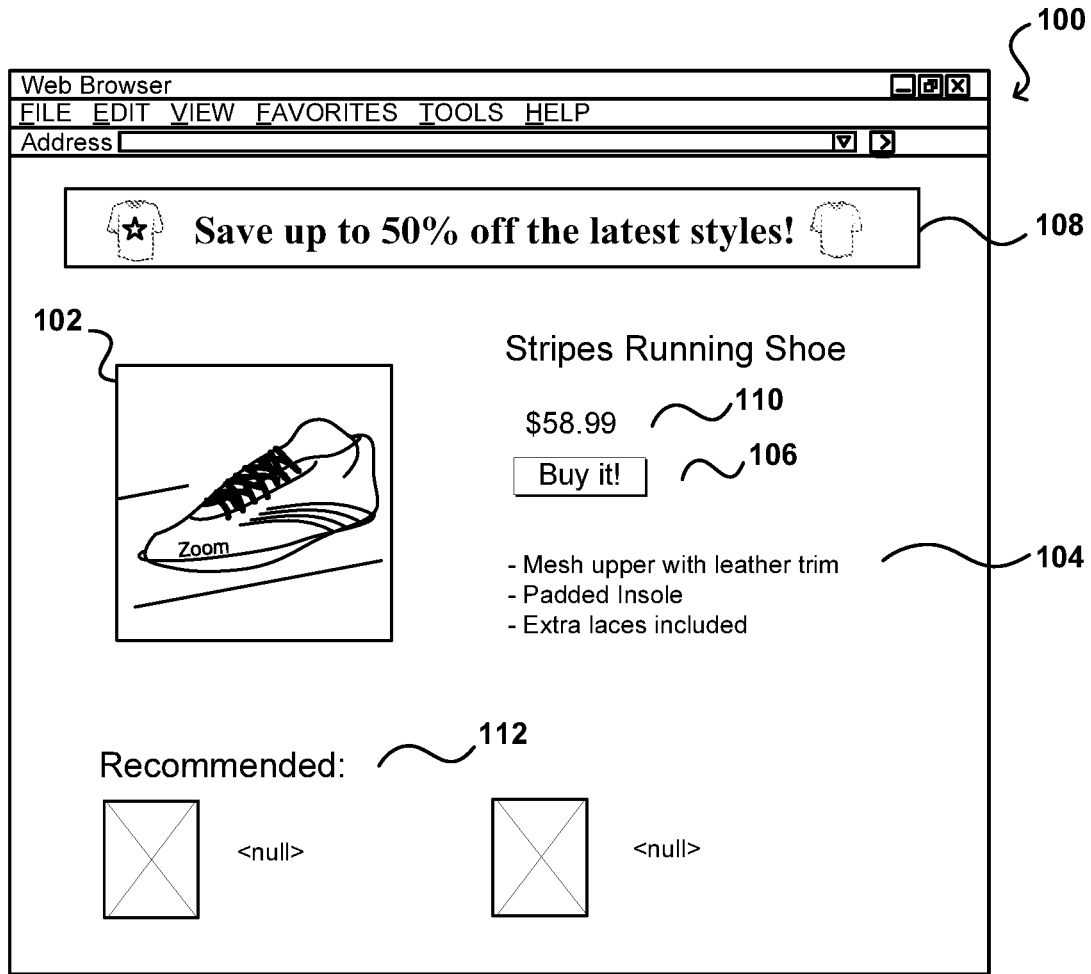 100
Web Browser
FILE EDIT VIEW FAVORITES TOOLS HELP
Address
Save up to 50% off the latest styles!
108
102
Stripes Running Shoe
$58.99
110
Buy it!
106
Zoom
- Mesh upper with leather trim
104
- Padded Insole
- Extra laces included
Recommended:
112
<null>
<null>